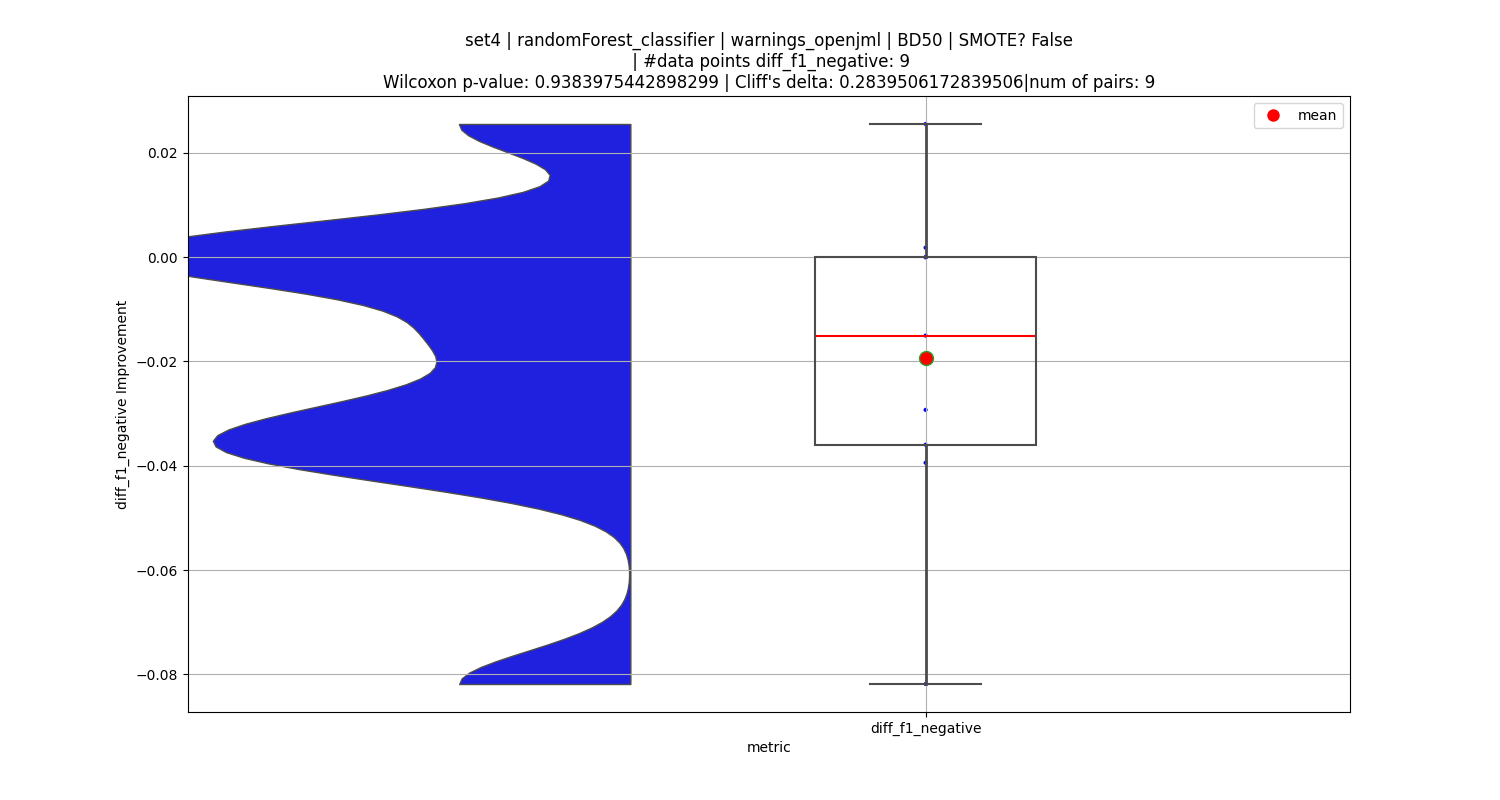 set4 | randomForest_classifier | warnings_openjml | BD50 | SMOTE? False
| #data points diff_f1_negative: 9
Wilcoxon p-value: 0.9383975442898299 | Cliff's delta: 0.2839506172839506|num of pairs: 9
mean
0.02
0.00
−0.02
−0.04
−0.06
−0.08
diff_f1_negative Improvement
diff_f1_negative
metric